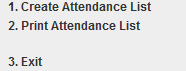 1. Create Attendance List
2. Print Attendance List
3. Exit